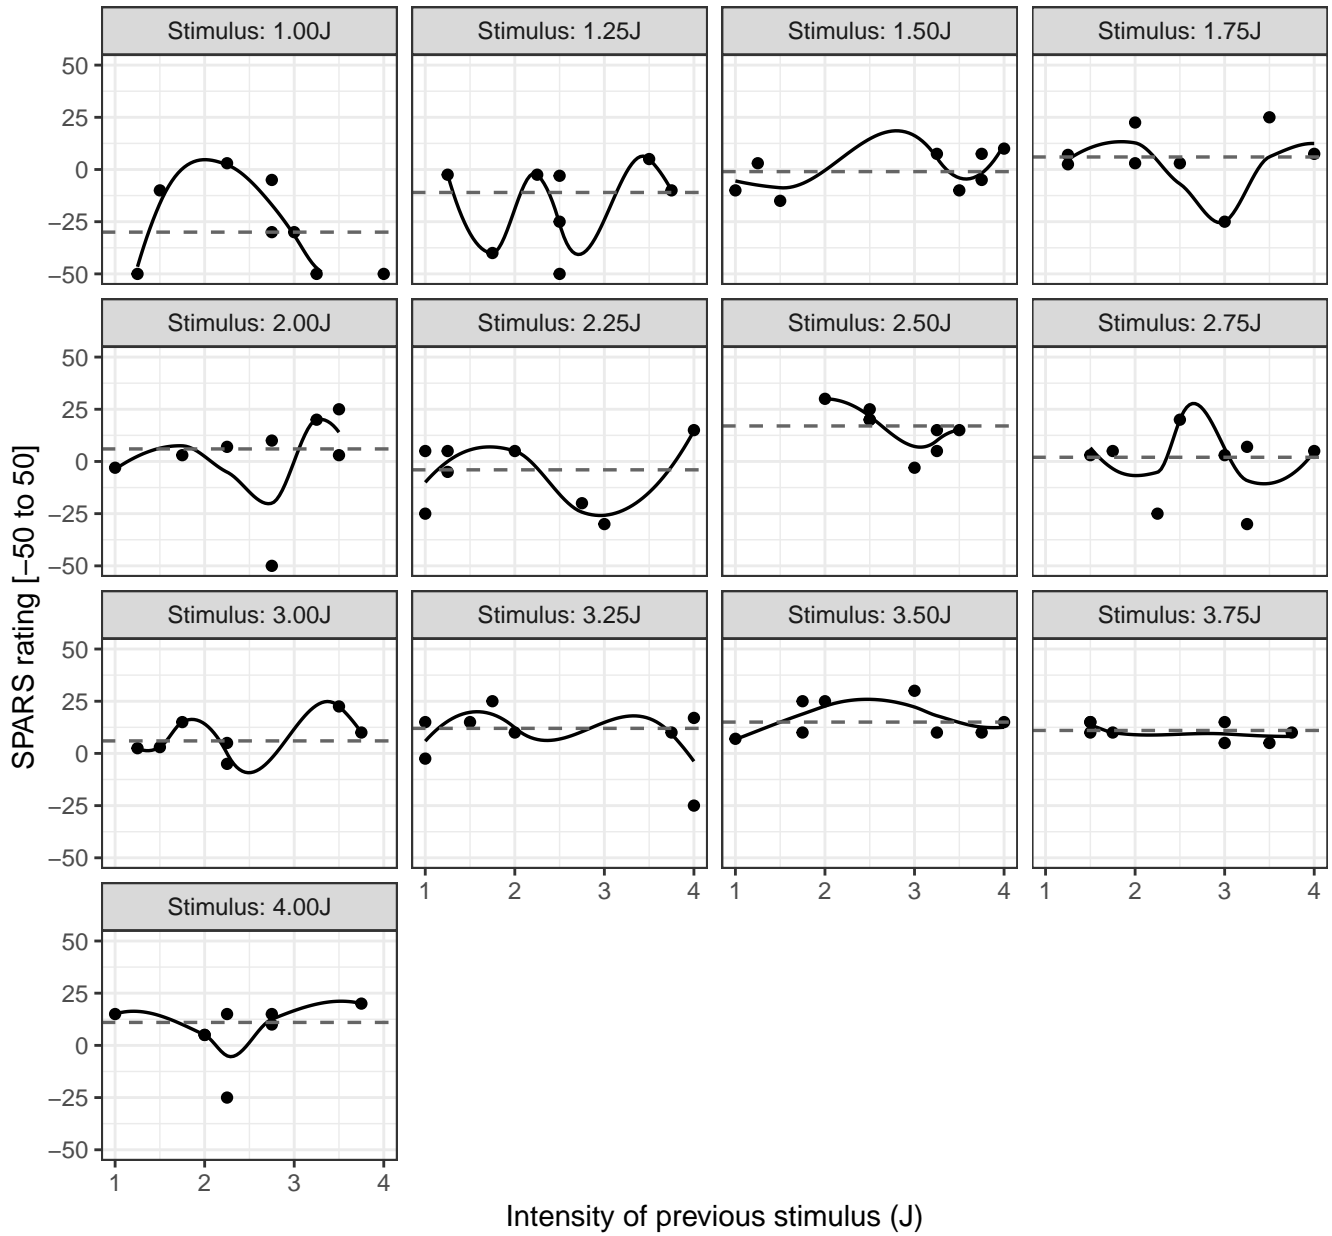 Stimulus: 1.00J
Stimulus: 1.25J
Stimulus: 1.50J
Stimulus: 1.75J
50
25
0
−25
−50
Stimulus: 2.00J
Stimulus: 2.25J
Stimulus: 2.50J
Stimulus: 2.75J
50
25
0
−25
−50
SPARS rating [−50 to 50]
Stimulus: 3.00J
Stimulus: 3.25J
Stimulus: 3.50J
Stimulus: 3.75J
50
25
0
−25
−50
1 2 3 4
1 2 3 4
1 2 3 4
Stimulus: 4.00J
50
25
0
−25
−50
1 2 3 4
Intensity of previous stimulus (J)